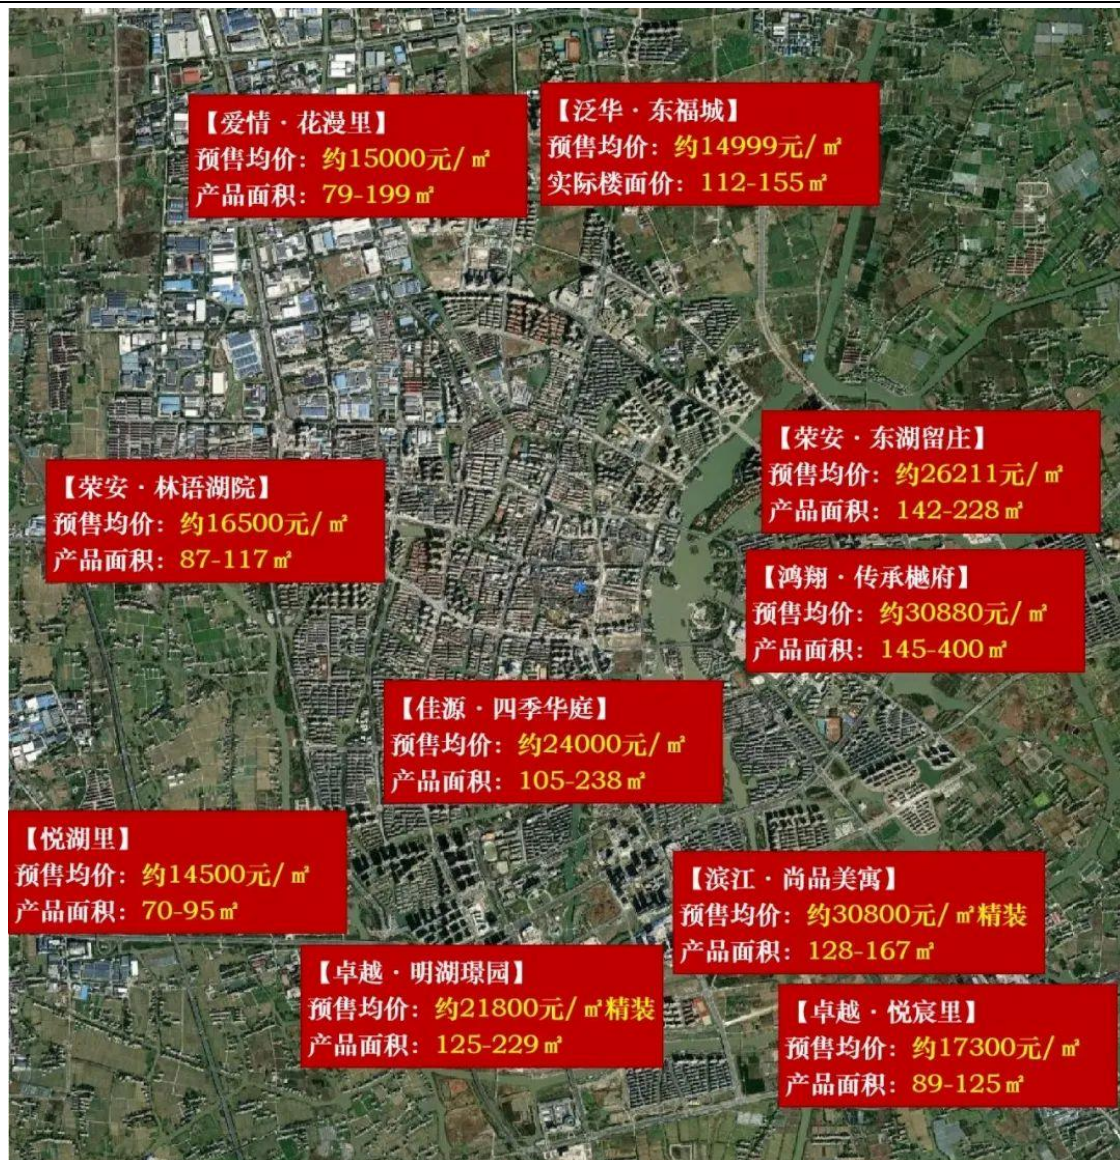 【爱情·花漫里】
预售均价：约15000元/㎡
产品面积：79-199㎡
【泛华·东福城】
预售均价：约14999元/㎡
实际楼面价：112-155㎡
【荣安·东湖留庄】
预售均价：约26211元/㎡
产品面积：142-228㎡
【荣安·林语湖院】
预售均价：约16500元/㎡
产品面积：87-117㎡
【鸿翔·传承樾府】
预售均价：约30880元/㎡
产品面积：145-400㎡
【佳源·四季华庭】
预售均价：约24000元/㎡
产品面积：105-238㎡
【悦湖里】
预售均价：约14500元/㎡
产品面积：70-95㎡
【滨江·尚品美寓】
预售均价：约30800元/㎡精装
产品面积：128-167㎡
【卓越·明湖璟园】
预售均价：约21800元/㎡精装
产品面积：125-229㎡
【卓越·悦宸里】
预售均价：约17300元/㎡
产品面积：89-125㎡